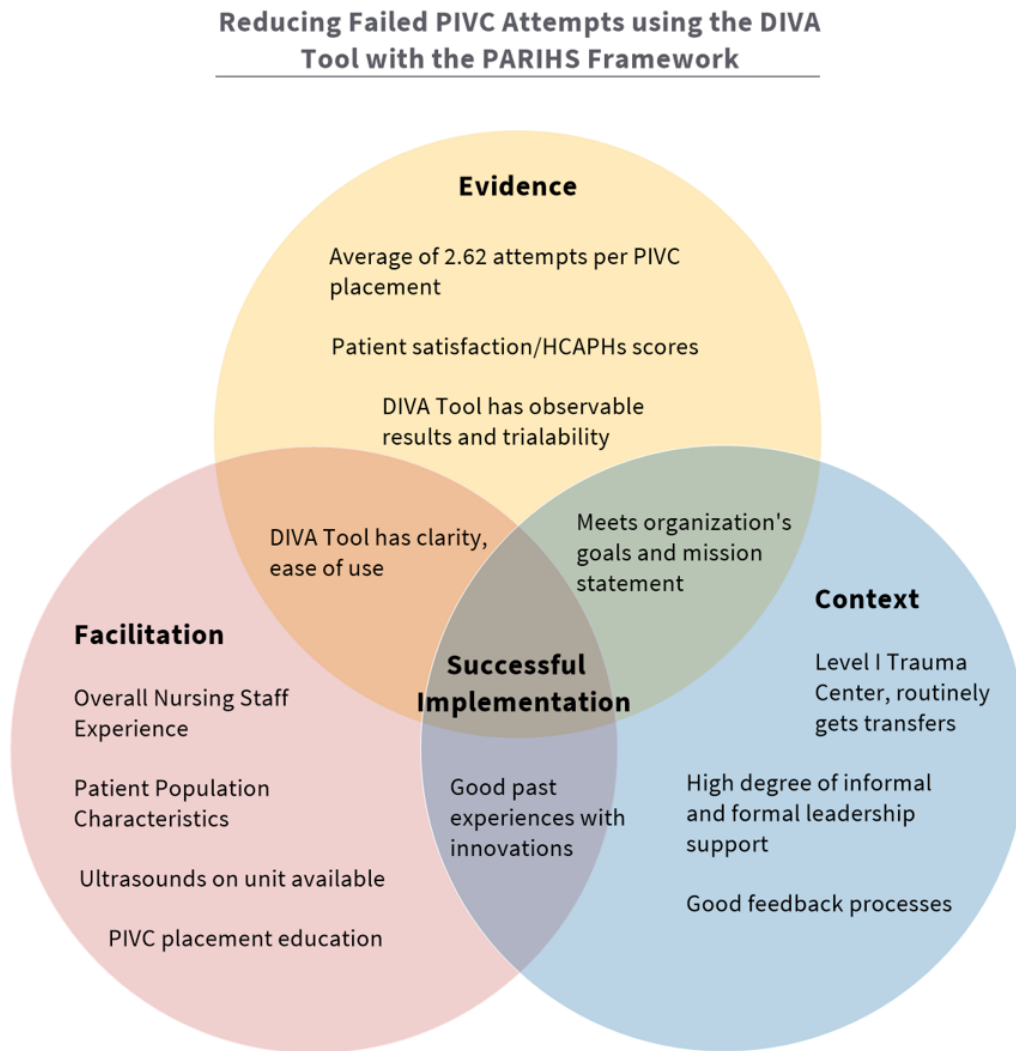 Reducing Failed PIVC Attempts using the DIVA
Tool with the PARIHS Framework
Evidence
Average of 2.62 attempts per PIVC
placement
Patient satisfaction/HCAPHs scores
DIVA Tool has observable
results and trialability
DIVA Tool has clarity,
ease of use
Meets organization's
goals and mission
statement
Facilitation
Overall Nursing Staff
Experience
Patient Population
Characteristics
Ultrasounds on unit available
PIVC placement education
Successful
Implementation
Good past
experiences with
innovations
Context
Level I Trauma
Center, routinely
gets transfers
High degree of informal
and formal leadership
support
Good feedback processes